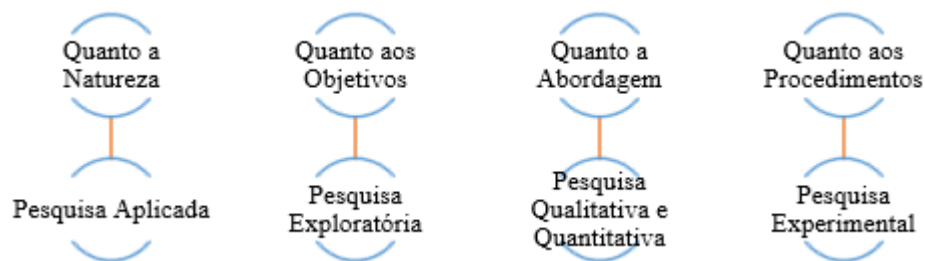 Quanto a
Natureza
Quanto aos
Objetivos
Quanto a
Abordagem
Quanto aos
Procedimentos
Pesquisa Aplicada
Pesquisa
Exploratória
Pesquisa
Qualitativa e
Quantitativa
Pesquisa
Experimental